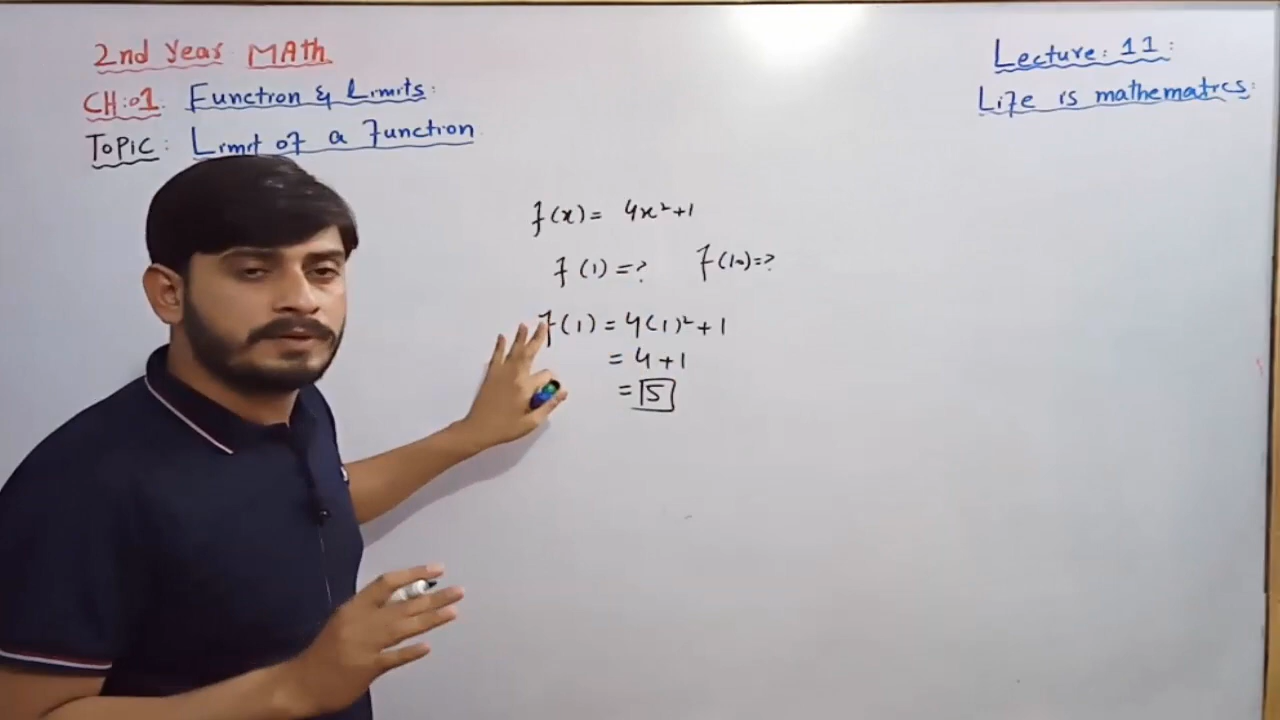 2nd Year MAth
CH:01: Function & Limits:
Topic: Limit of a Function
Lecture: 11:
Life is mathematics:
f(x) = 4x²+1
f(1)=? f(10)=?
f(1) = 4(1)²+1
= 4+1
= 5